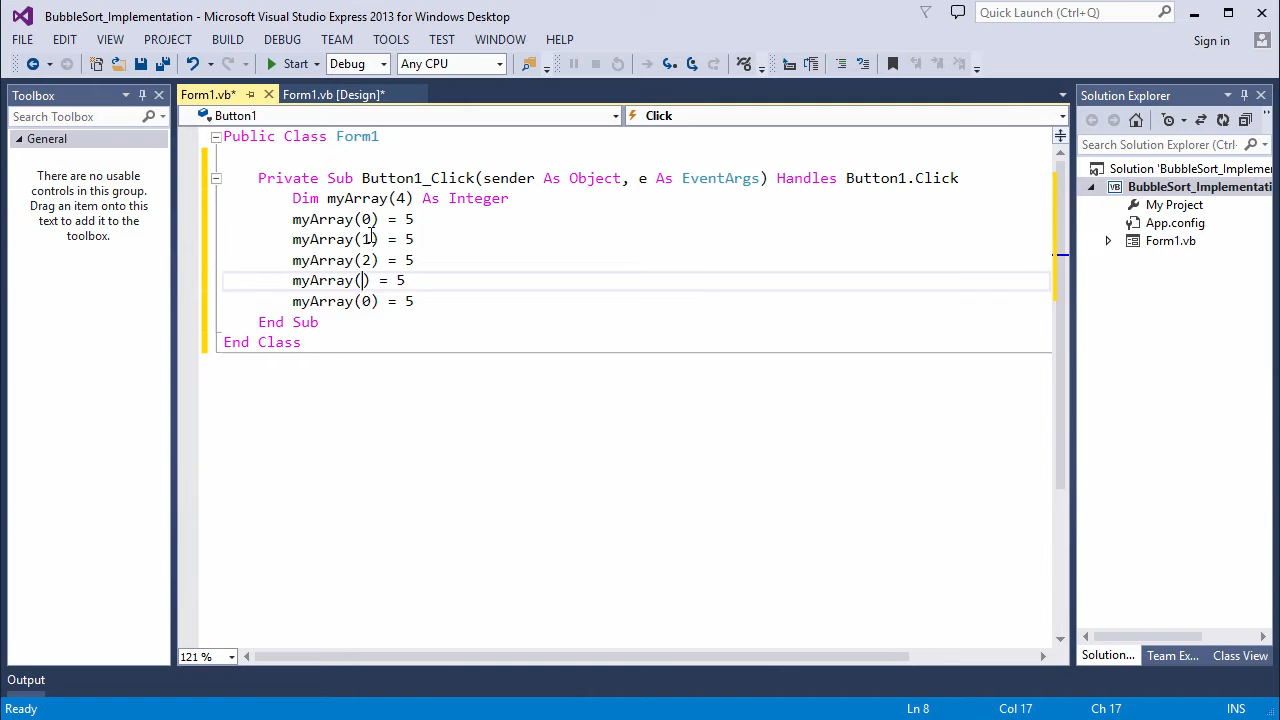 BubbleSort_Implementation - Microsoft Visual Studio Express 2013 for Windows Desktop
Quick Launch (Ctrl+Q)
FILE EDIT VIEW PROJECT BUILD DEBUG TEAM TOOLS TEST WINDOW HELP
Sign in
Start Debug Any CPU
Toolbox
Search Toolbox
General
There are no usable
controls in this group.
Drag an item onto this
text to add it to the
toolbox.
Form1.vb* Form1.vb [Design]*
Button1 Click
Public Class Form1
Private Sub Button1_Click(sender As Object, e As EventArgs) Handles Button1.Click
Dim myArray(4) As Integer
myArray(0) = 5
myArray(1) = 5
myArray(2) = 5
myArray() = 5
myArray(0) = 5
End Sub
End Class
121 %
Solution Explorer
Search Solution Explorer (Ctrl-
Solution 'BubbleSort_Implemen
VB BubbleSort_Implementati
My Project
App.config
Form1.vb
Solution... Team Ex... Class View
Output
Ready Ln 8 Col 17 Ch 17 INS